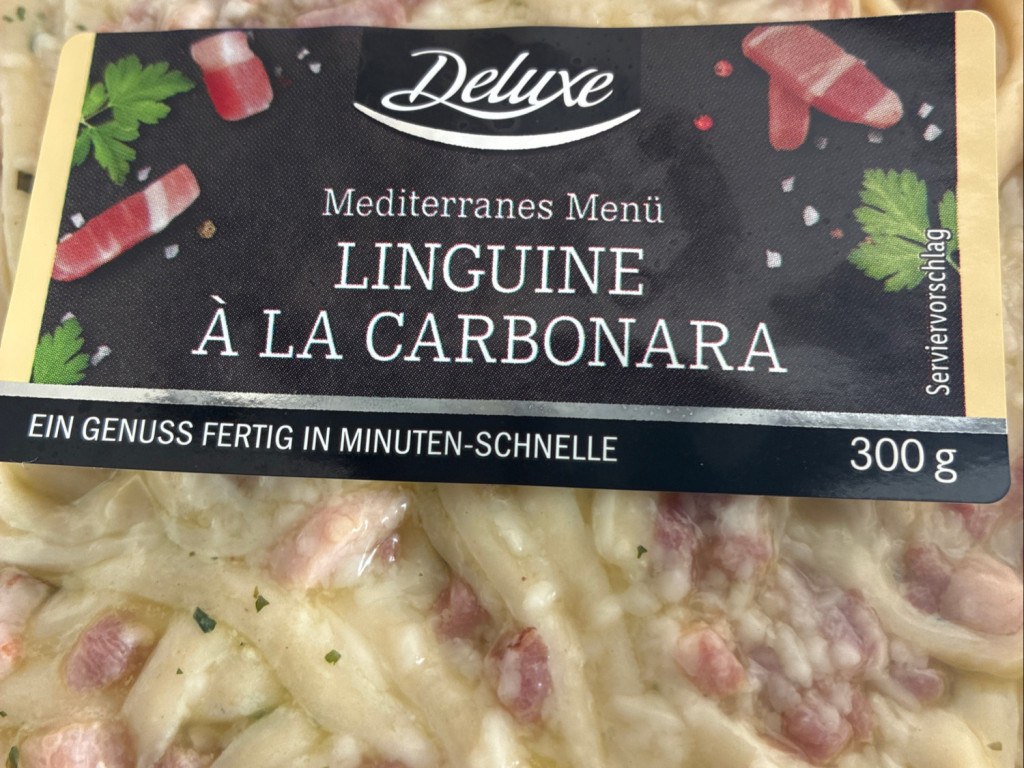 Deluxe
Mediterranes Menü
LINGUINE
À LA CARBONARA
Serviervorschlag
EIN GENUSS FERTIG IN MINUTEN-SCHNELLE
300 g